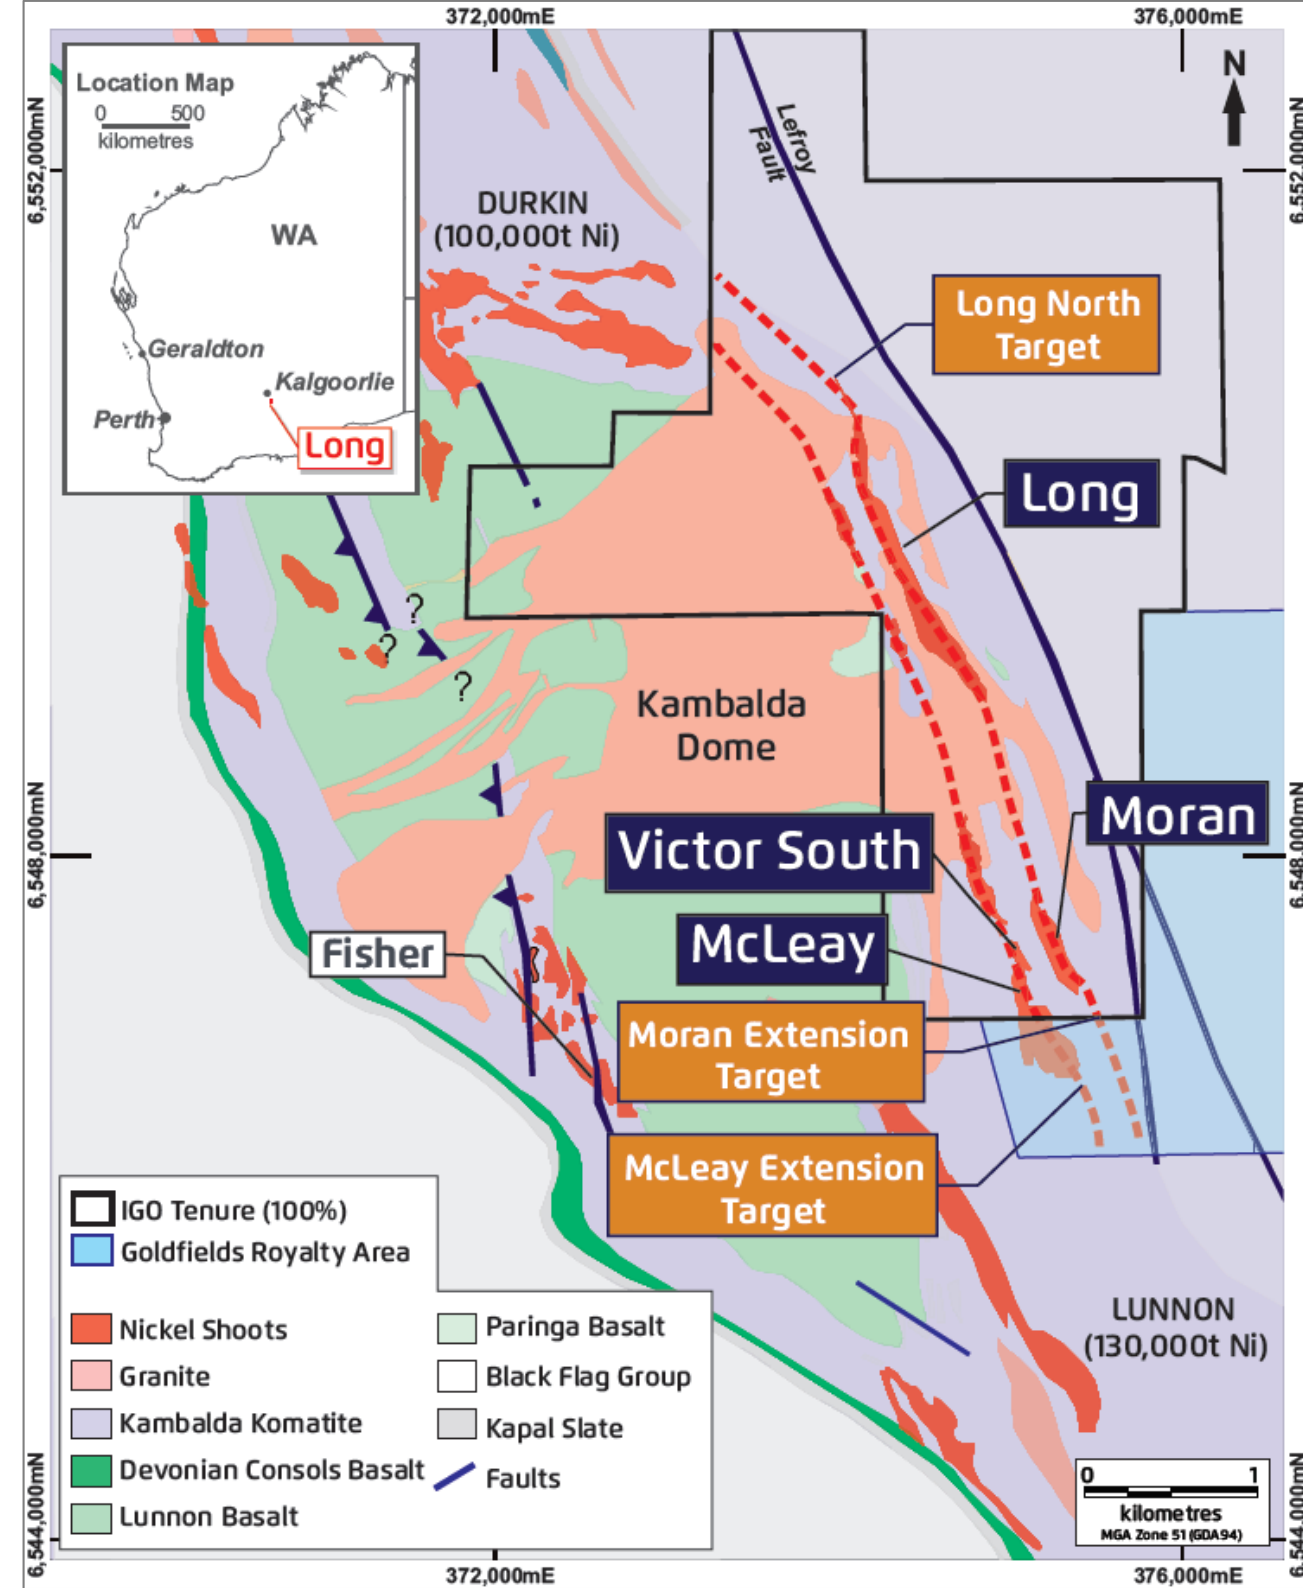 372,000mE
376,000mE
Location Map
0 500
kilometres
WA
Geraldton
Kalgoorlie
Perth
Long
N
6,552,000mN
6,552,000mN
Lefroy
Fault
DURKIN
(100,000t Ni)
Long North
Target
Long
?
?
?
Kambalda
Dome
Moran
Victor South
6,548,000mN
6,548,000mN
McLeay
Fisher
Moran Extension
Target
McLeay Extension
Target
IGO Tenure (100%)
Goldfields Royalty Area
Nickel Shoots
Granite
Kambalda Komatite
Devonian Consols Basalt
Lunnon Basalt
Paringa Basalt
Black Flag Group
Kapal Slate
Faults
LUNNON
(130,000t Ni)
0 1
kilometres
MGA Zone 51 (GDA94)
6,544,000mN
6,544,000mN
372,000mE
376,000mE